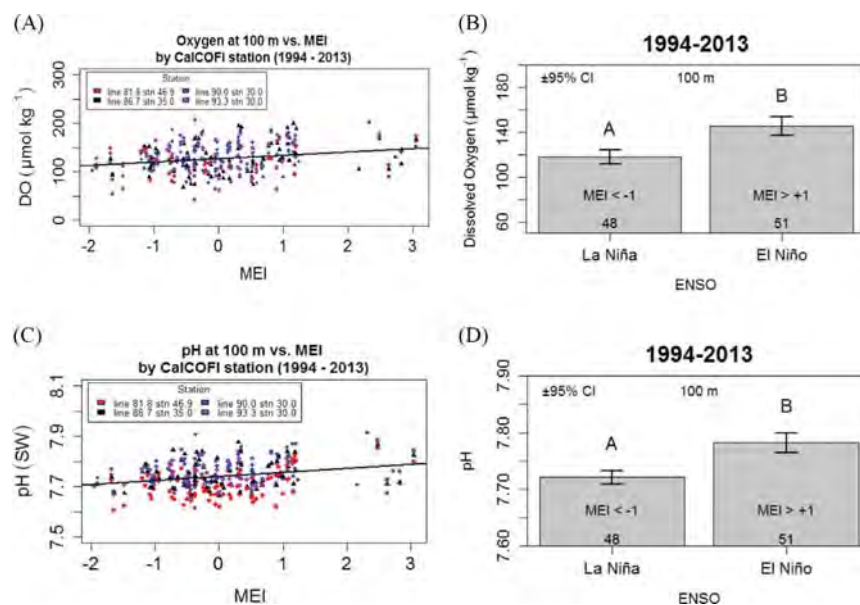 (A)
Oxygen at 100 m vs. MEI
by CalCOFI station (1994 - 2013)
Station
line 81.8 stn 46.9 line 90.0 stn 30.0
line 86.7 stn 35.0 line 93.3 stn 30.0
DO (µmol kg⁻¹)
300
200
100
0
-2 -1 0 1 2 3
MEI
(B)
1994-2013
±95% CI 100 m
Dissolved Oxygen (µmol kg⁻¹)
180
140
100
60
A
B
MEI < -1 MEI > +1
48 51
La Niña El Niño
ENSO
(C)
pH at 100 m vs. MEI
by CalCOFI station (1994 - 2013)
Station
line 81.8 stn 46.9 line 90.0 stn 30.0
line 86.7 stn 35.0 line 93.3 stn 30.0
pH (SW)
8.1
7.9
7.7
7.5
-2 -1 0 1 2 3
MEI
(D)
1994-2013
±95% CI 100 m
pH
7.90
7.80
7.70
7.60
A
B
MEI < -1 MEI > +1
48 51
La Niña El Niño
ENSO